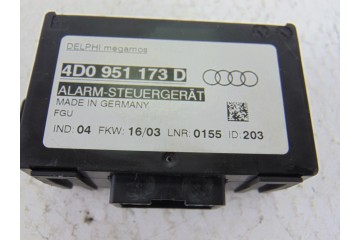 DELPHI megamos
4D0 951 173 D
ALARM-STEUERGERÄT
MADE IN GERMANY
FGU
IND: 04 FKW: 16/03 LNR: 0155 ID: 203